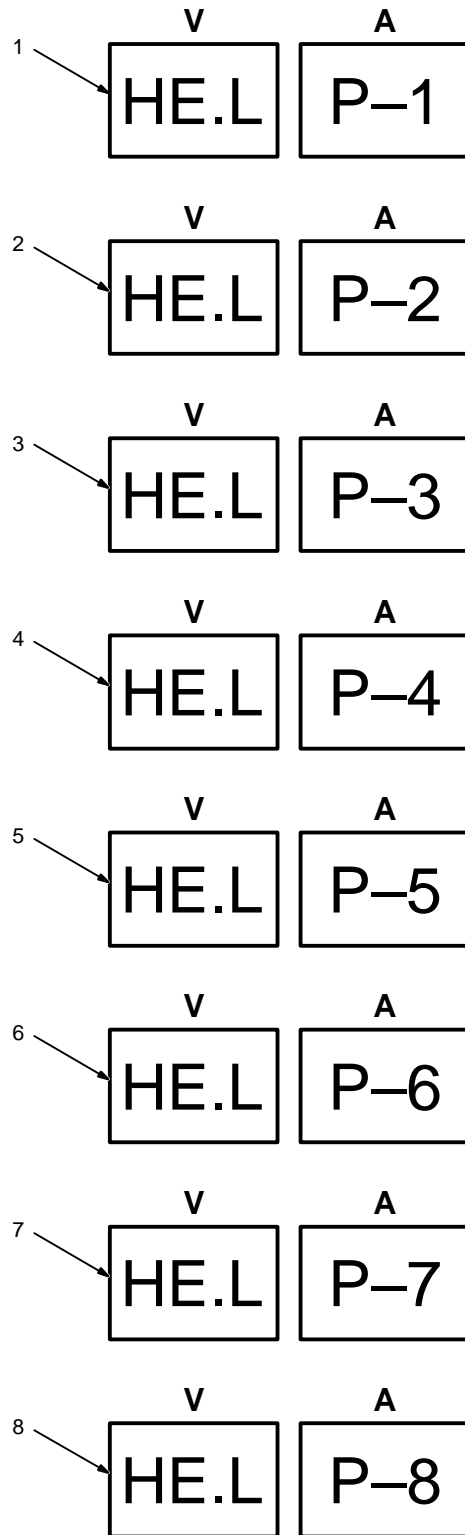 V A
1 HE.L P–1
V A
2 HE.L P–2
V A
3 HE.L P–3
V A
4 HE.L P–4
V A
5 HE.L P–5
V A
6 HE.L P–6
V A
7 HE.L P–7
V A
8 HE.L P–8